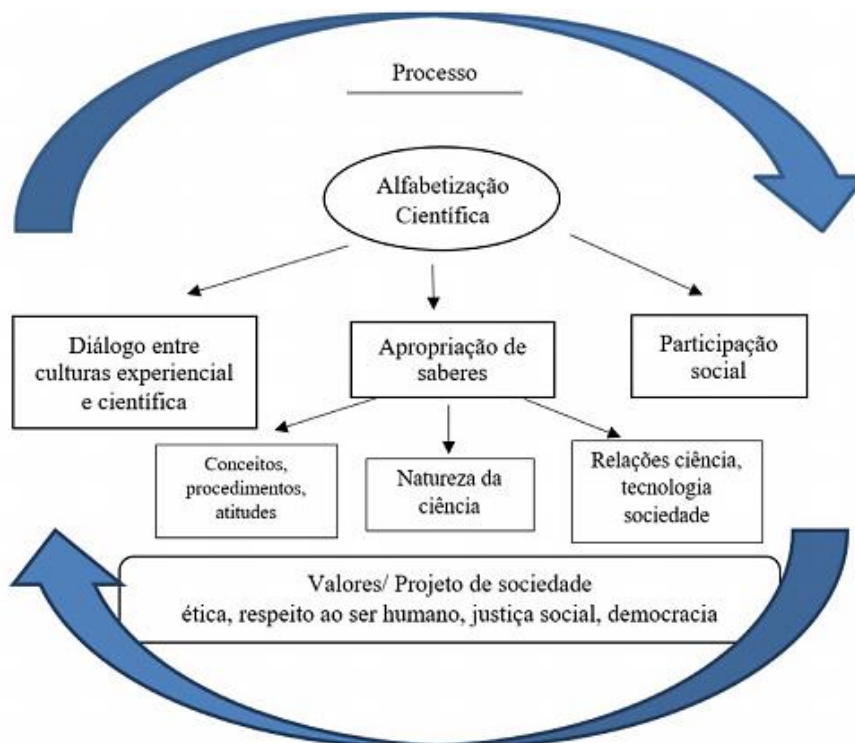 Processo
Alfabetização
Científica
Diálogo entre
culturas experiencial
e científica
Apropriação de
saberes
Participação
social
Conceitos,
procedimentos,
atitudes
Natureza da
ciência
Relações ciência,
tecnologia
sociedade
Valores/ Projeto de sociedade
ética, respeito ao ser humano, justiça social, democracia